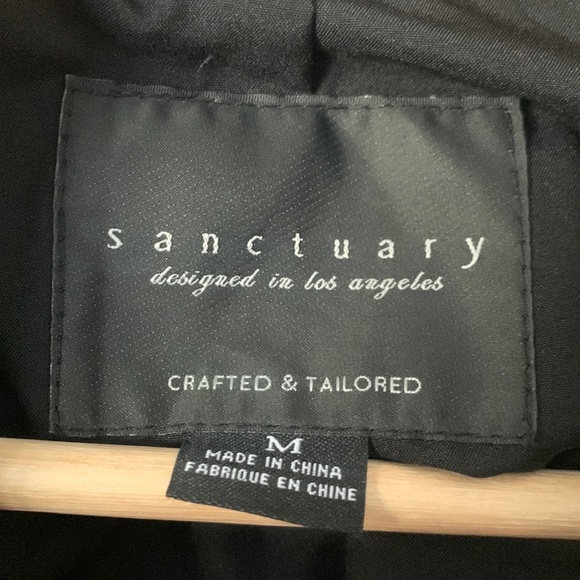 sanctuary
designed in los angeles
CRAFTED & TAILORED
M
MADE IN CHINA
FABRIQUE EN CHINE